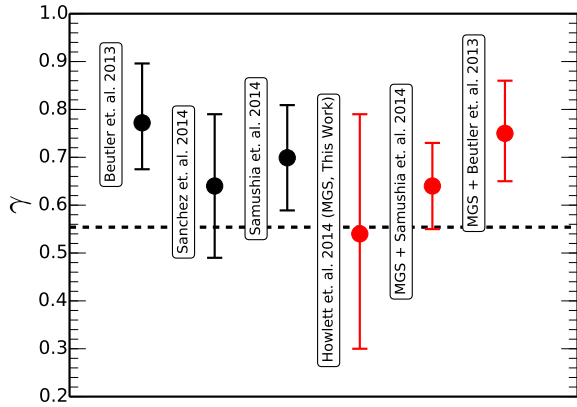 1.0
0.9
0.8
0.7
0.6
0.5
0.4
0.3
0.2
γ
Beutler et. al. 2013
Sanchez et. al. 2014
Samushia et. al. 2014
Howlett et. al. 2014 (MGS, This Work)
MGS + Samushia et. al. 2014
MGS + Beutler et. al. 2013